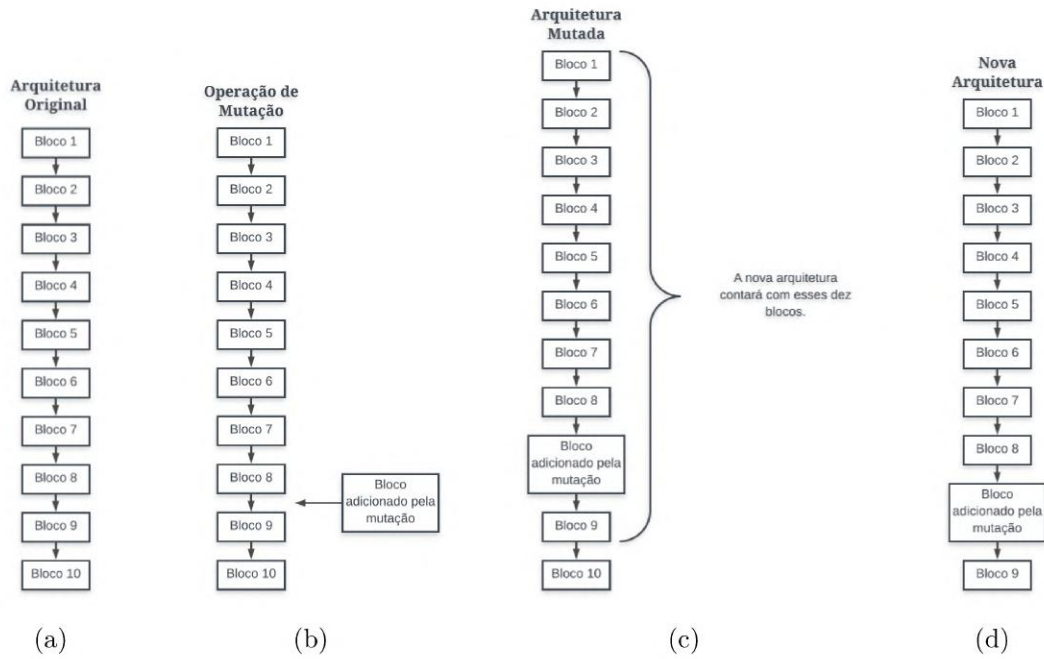 Arquitetura
Original
Bloco 1
Bloco 2
Bloco 3
Bloco 4
Bloco 5
Bloco 6
Bloco 7
Bloco 8
Bloco 9
Bloco 10
(a)
Operação de
Mutação
Bloco 1
Bloco 2
Bloco 3
Bloco 4
Bloco 5
Bloco 6
Bloco 7
Bloco 8
Bloco 9
Bloco 10
Bloco
adicionado pela
mutação
(b)
Arquitetura
Mutada
Bloco 1
Bloco 2
Bloco 3
Bloco 4
Bloco 5
Bloco 6
Bloco 7
Bloco 8
Bloco
adicionado pela
mutação
Bloco 9
Bloco 10
A nova arquitetura
contará com esses dez
blocos.
(c)
Nova
Arquitetura
Bloco 1
Bloco 2
Bloco 3
Bloco 4
Bloco 5
Bloco 6
Bloco 7
Bloco 8
Bloco
adicionado pela
mutação
Bloco 9
(d)